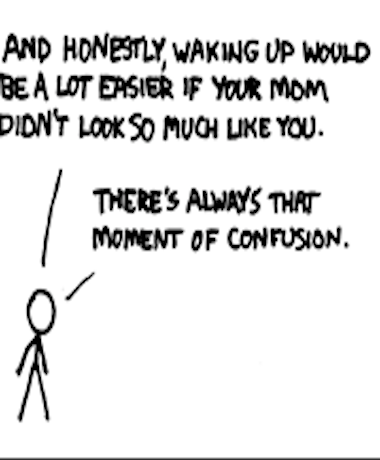 AND HONESTLY, WAKING UP WOULD
BE A LOT EASIER IF YOUR MOM
DIDN'T LOOK SO MUCH LIKE YOU.
THERE'S ALWAYS THAT
MOMENT OF CONFUSION.